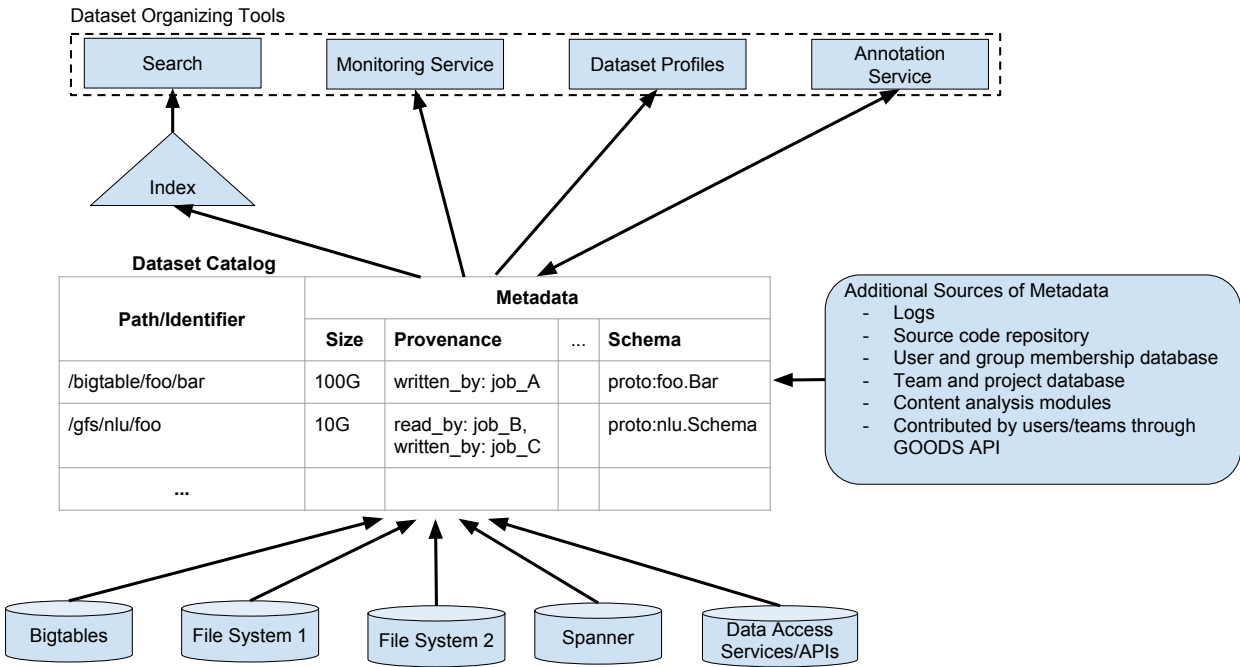 Dataset Organizing Tools
Search
Monitoring Service
Dataset Profiles
Annotation
Service
Index
Dataset Catalog
Path/Identifier
Metadata
Size
Provenance
...
Schema
/bigtable/foo/bar
100G
written_by: job_A
proto:foo.Bar
/gfs/nlu/foo
10G
read_by: job_B,
written_by: job_C
proto:nlu.Schema
...
Additional Sources of Metadata
- Logs
- Source code repository
- User and group membership database
- Team and project database
- Content analysis modules
- Contributed by users/teams through
GOODS API
Bigtables
File System 1
File System 2
Spanner
Data Access
Services/APIs